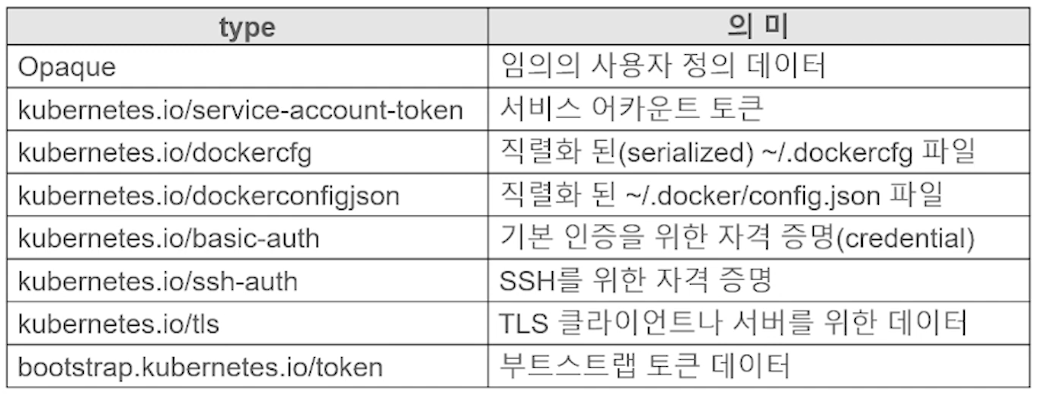 type 의 미
Opaque 임의의 사용자 정의 데이터
kubernetes.io/service-account-token 서비스 어카운트 토큰
kubernetes.io/dockercfg 직렬화 된(serialized) ~/.dockercfg 파일
kubernetes.io/dockerconfigjson 직렬화 된 ~/.docker/config.json 파일
kubernetes.io/basic-auth 기본 인증을 위한 자격 증명(credential)
kubernetes.io/ssh-auth SSH를 위한 자격 증명
kubernetes.io/tls TLS 클라이언트나 서버를 위한 데이터
bootstrap.kubernetes.io/token 부트스트랩 토큰 데이터